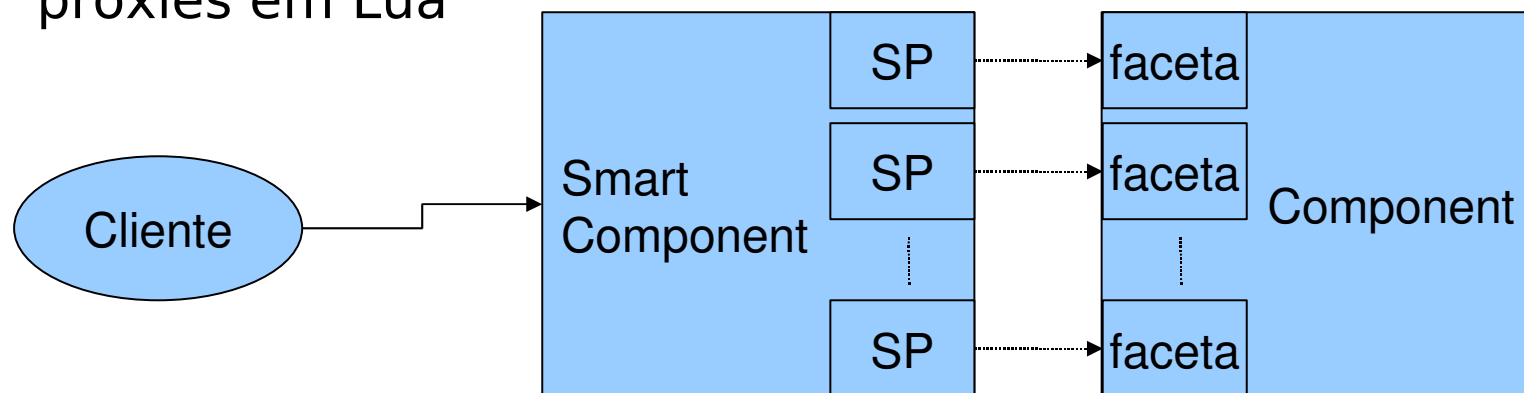 proxies em Lua
SP
faceta
SP
faceta
Smart
Component
Component
Cliente
SP
faceta